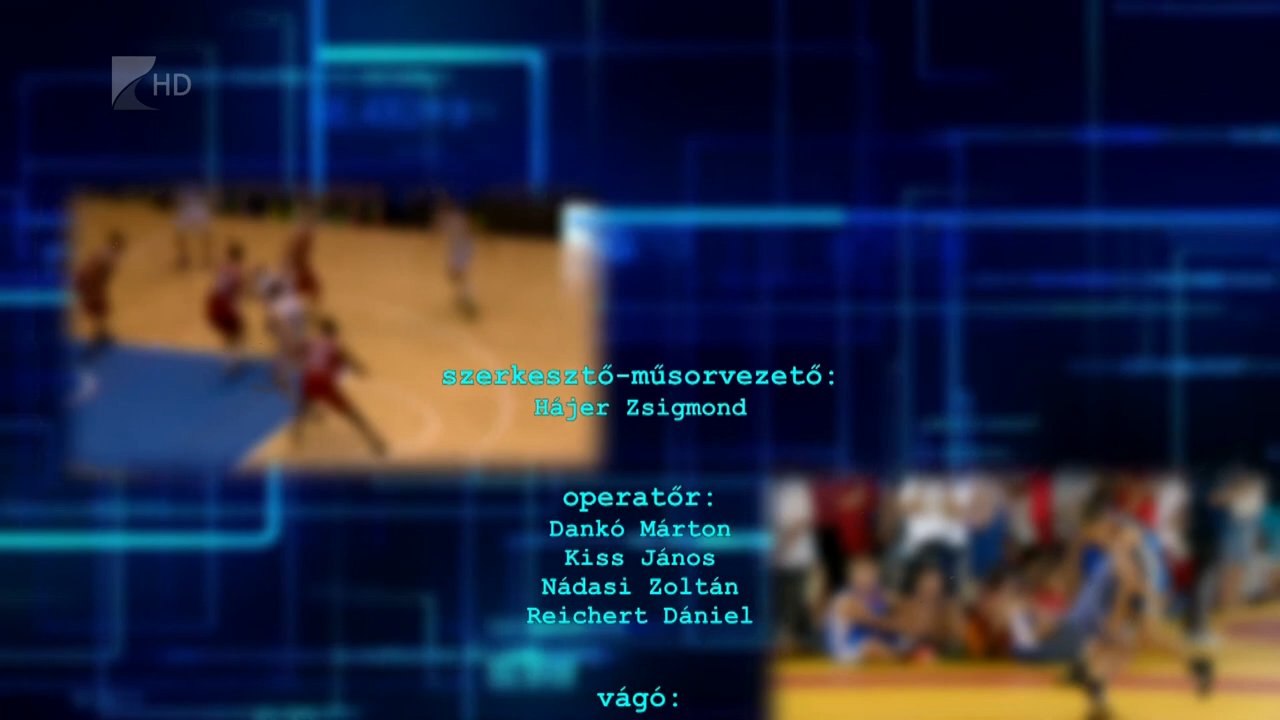 HD
szerkesztő-műsorvezető:
Hájer Zsigmond
operatőr:
Dankó Márton
Kiss János
Nádasi Zoltán
Reichert Dániel
vágó: